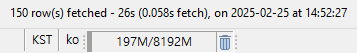 150 row(s) fetched - 26s (0.058s fetch), on 2025-02-25 at 14:52:27
KST ko 197M/8192M